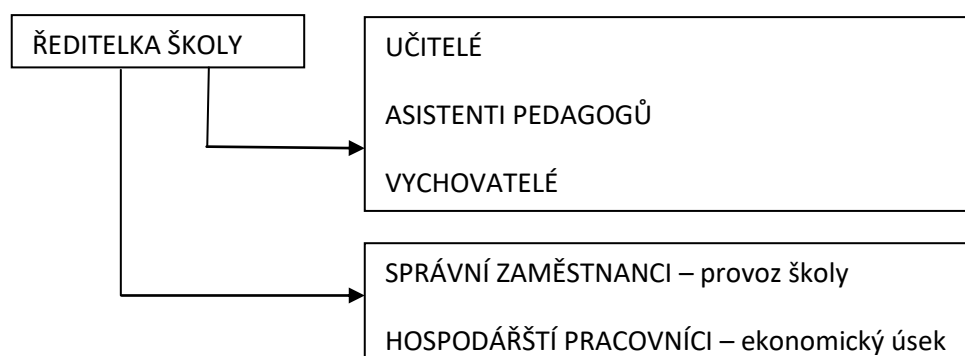 ŘEDITELKA ŠKOLY
UČITELÉ
ASISTENTI PEDAGOGŮ
VYCHOVATELÉ
SPRÁVNÍ ZAMĚSTNANCI – provoz školy
HOSPODÁŘŠTÍ PRACOVNÍCI – ekonomický úsek